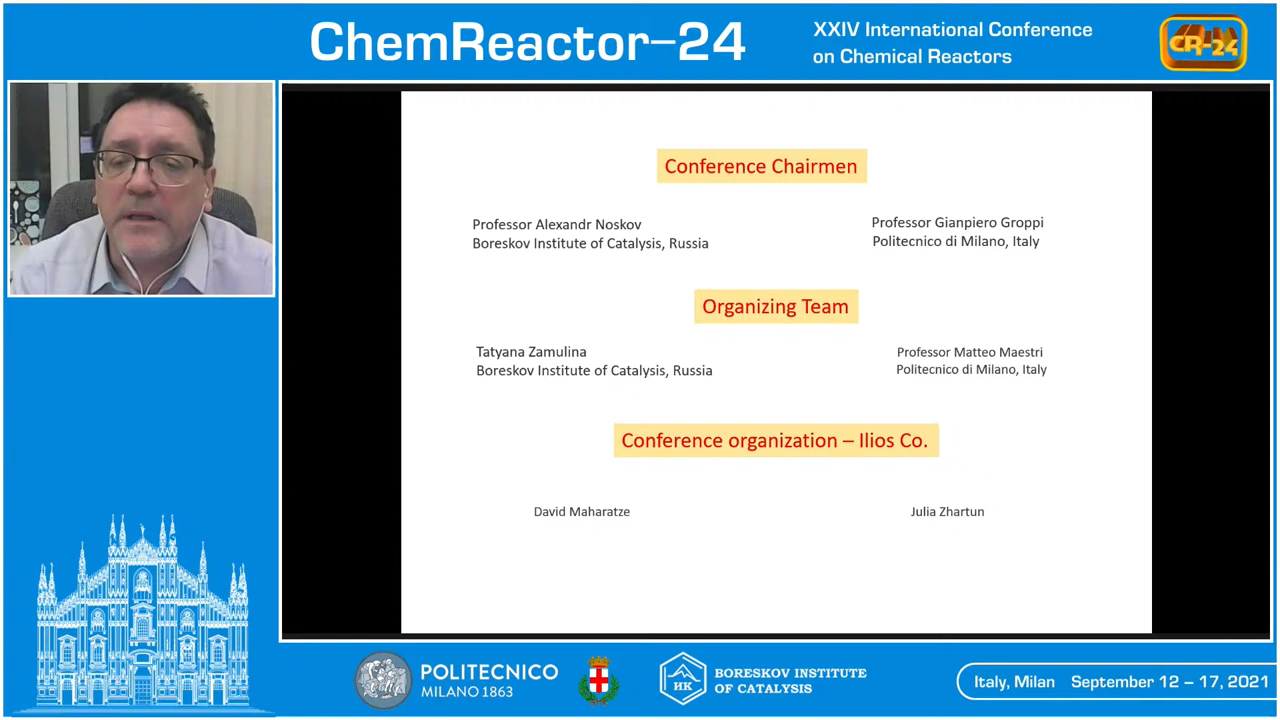 ChemReactor–24
XXIV International Conference
on Chemical Reactors
CR-24
Conference Chairmen
Professor Alexandr Noskov
Boreskov Institute of Catalysis, Russia
Professor Gianpiero Groppi
Politecnico di Milano, Italy
Organizing Team
Tatyana Zamulina
Boreskov Institute of Catalysis, Russia
Professor Matteo Maestri
Politecnico di Milano, Italy
Conference organization – Ilios Co.
David Maharatze
Julia Zhartun
POLITECNICO
MILANO 1863
HK
BORESKOV INSTITUTE
OF CATALYSIS
Italy, Milan September 12 – 17, 2021